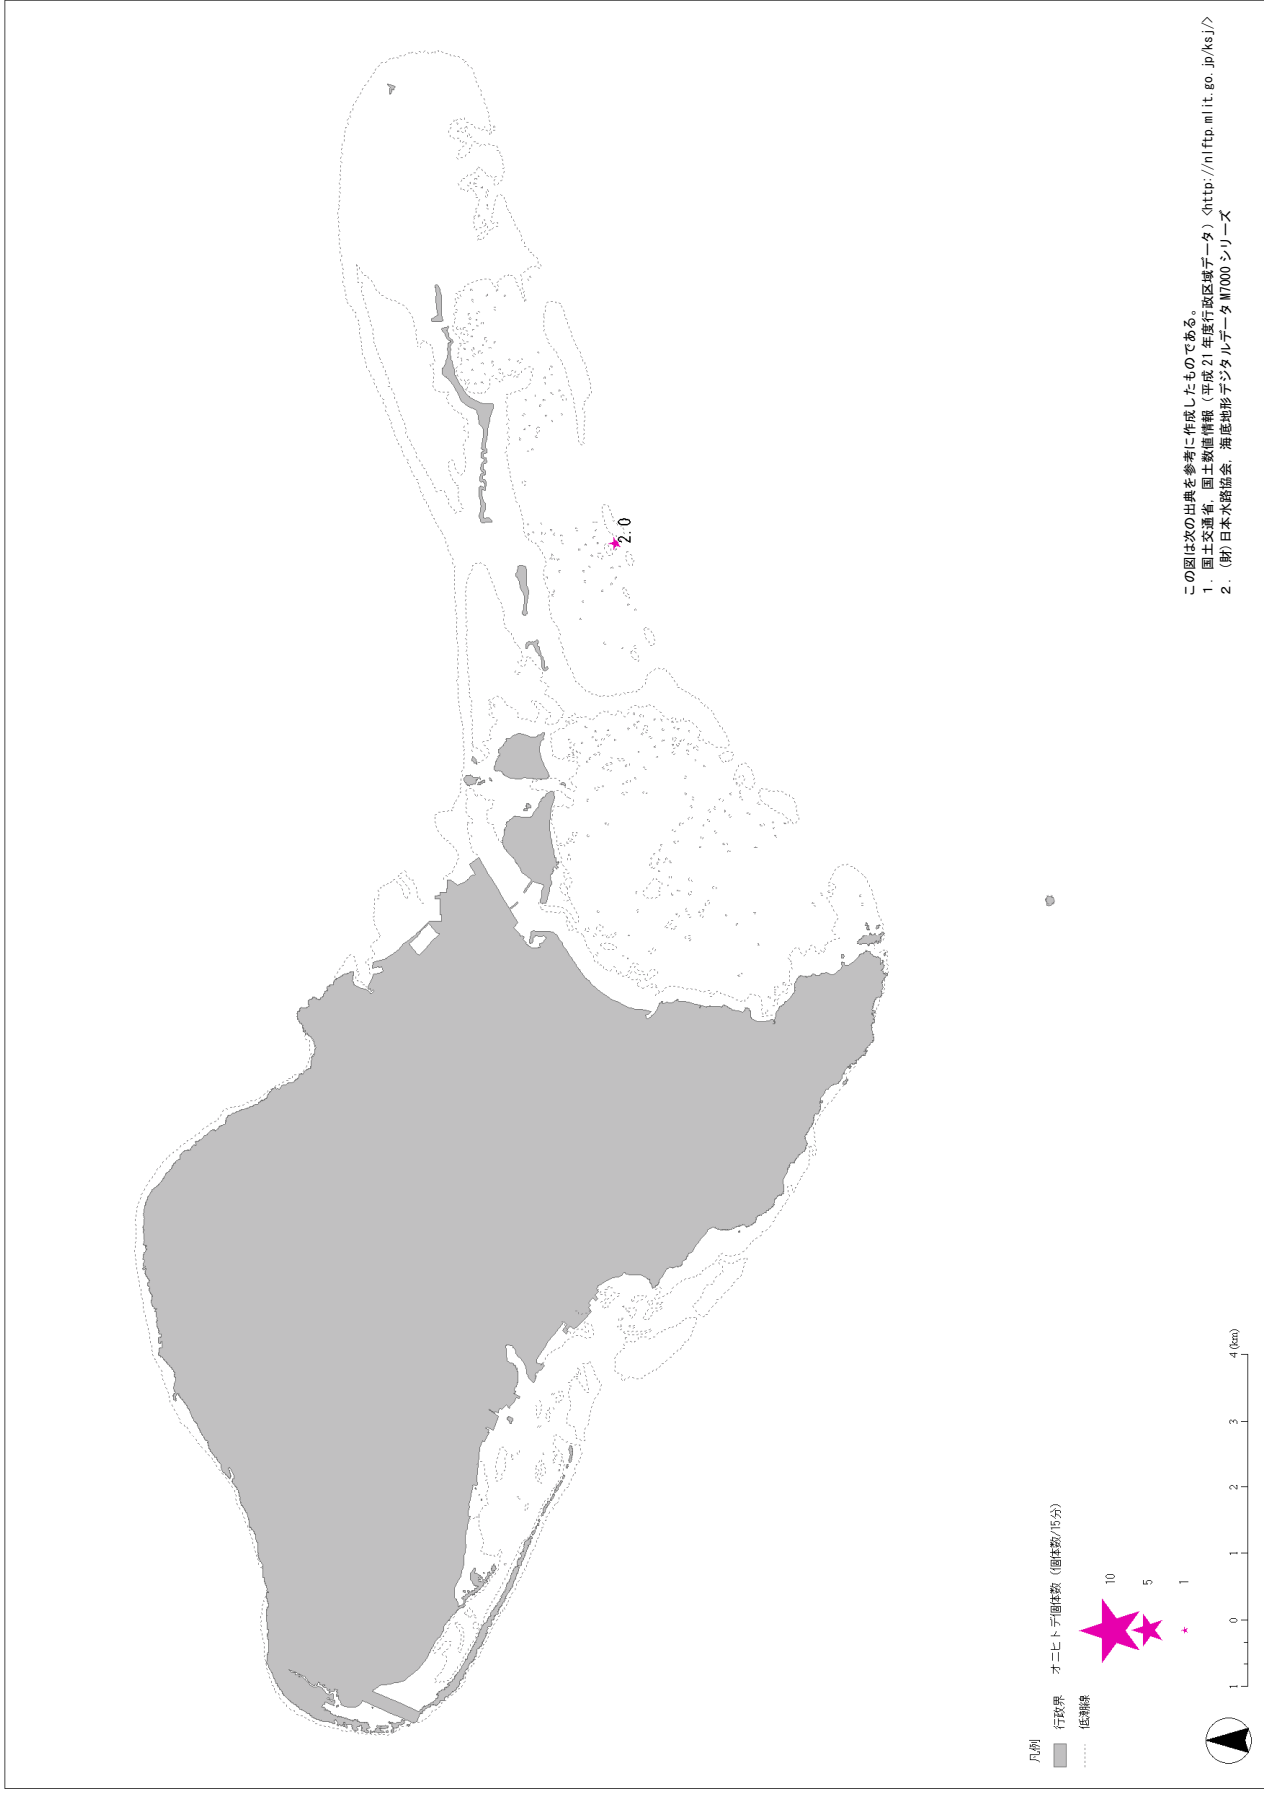 この図は次の出典を参考に作成したものである。
1．国土交通省，国土数値情報（平成21年度行政区域データ）<http://nlftp.mlit.go.jp/ksj/>
2．（財）日本水路協会，海底地形デジタルデータ M7000 シリーズ
2.0
凡例
行政界
低潮線
オニヒトデ個体数（個体数/15分）
10
5
1
1 0 1 2 3 4 (km)